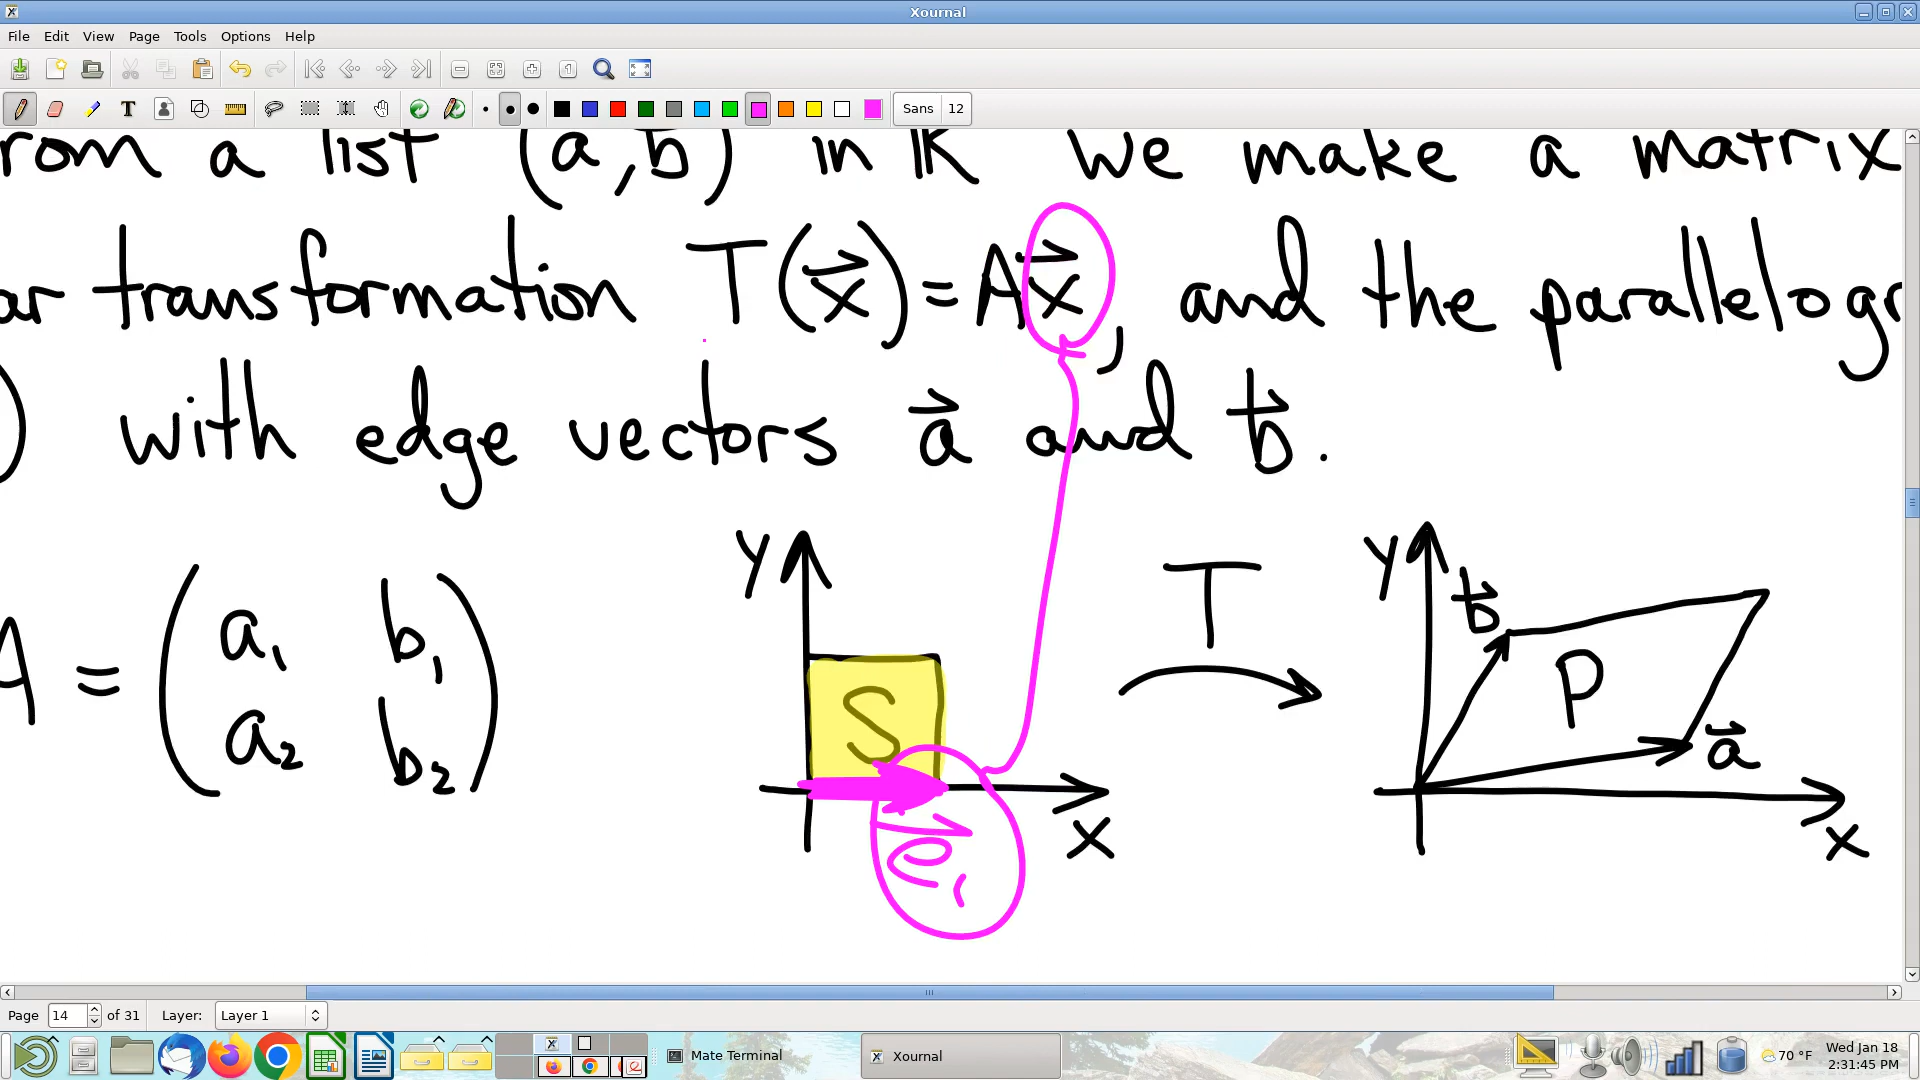 Xournal
File Edit View Page Tools Options Help
Sans 12
rom a list (a⃗, b⃗) in ℝ we make a matrix
ar transformation T(x⃗) = Ax⃗, and the parallelogr
) with edge vectors a⃗ and b⃗.
y T y b⃗
A = ( a₁ b₁
a₂ b₂ ) S P a⃗
e⃗₁ x x
Page 14 of 31 Layer: Layer 1
Mate Terminal Xournal 70 °F Wed Jan 18
2:31:45 PM